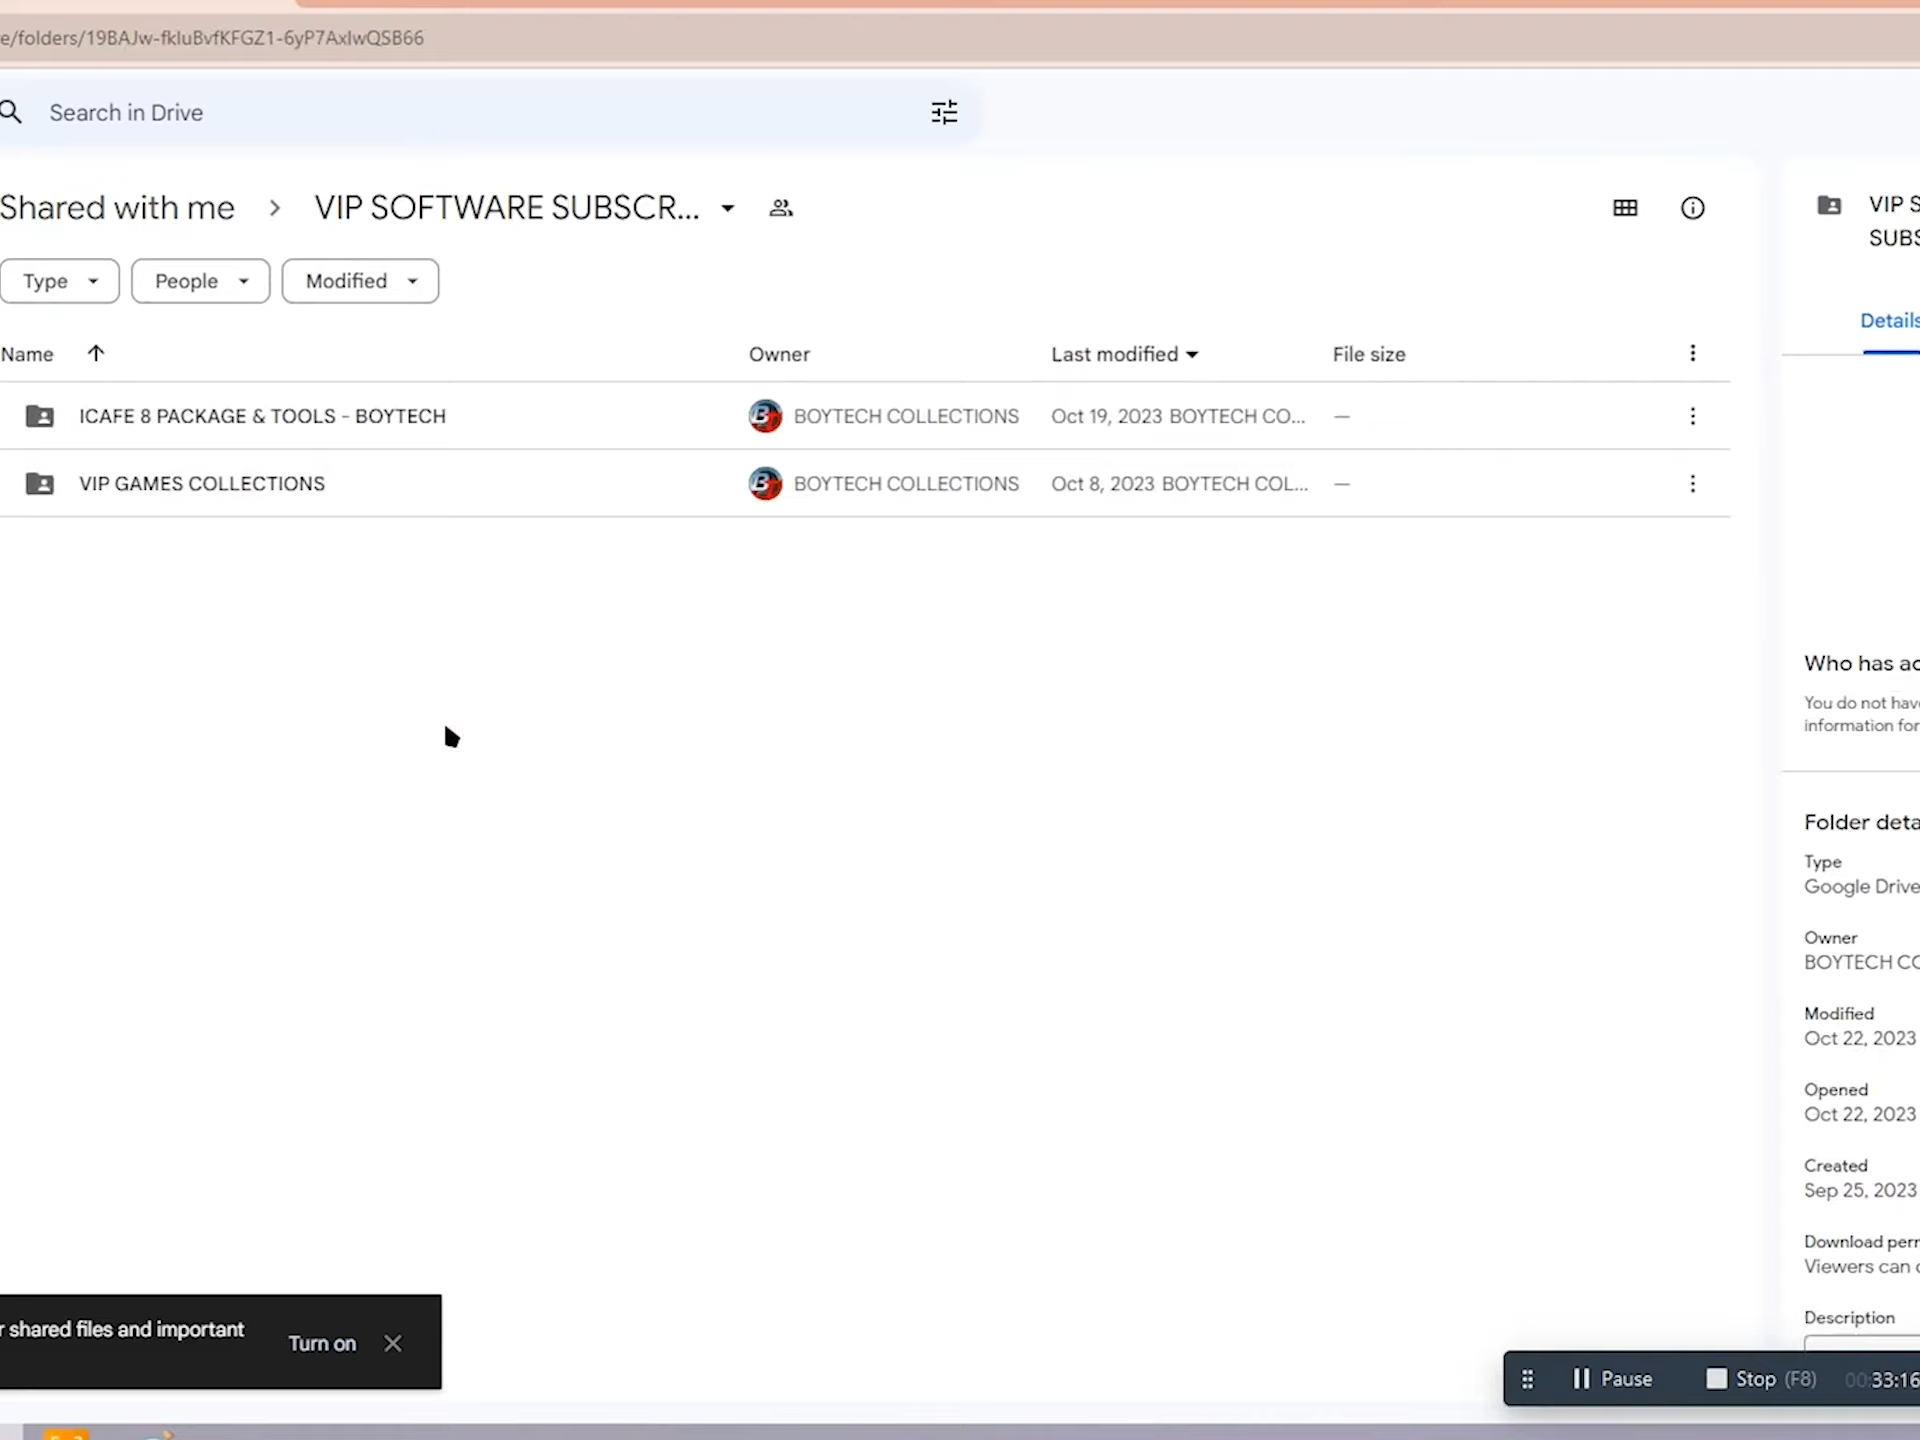 e/folders/19BAJw-fkluBvfKFGZ1-6yP7AxlwQSB66
Search in Drive
Shared with me > VIP SOFTWARE SUBSCR...
Type People Modified
Name Owner Last modified File size
ICAFE 8 PACKAGE & TOOLS - BOYTECH BOYTECH COLLECTIONS Oct 19, 2023 BOYTECH CO... —
VIP GAMES COLLECTIONS BOYTECH COLLECTIONS Oct 8, 2023 BOYTECH COL... —
VIP S
SUBS
Details
Who has ac
You do not have
information for
Folder deta
Type
Google Drive
Owner
BOYTECH CO
Modified
Oct 22, 2023
Opened
Oct 22, 2023
Created
Sep 25, 2023
Download perm
Viewers can
Description
r shared files and important
Turn on
Pause Stop (F8) 00:33:16